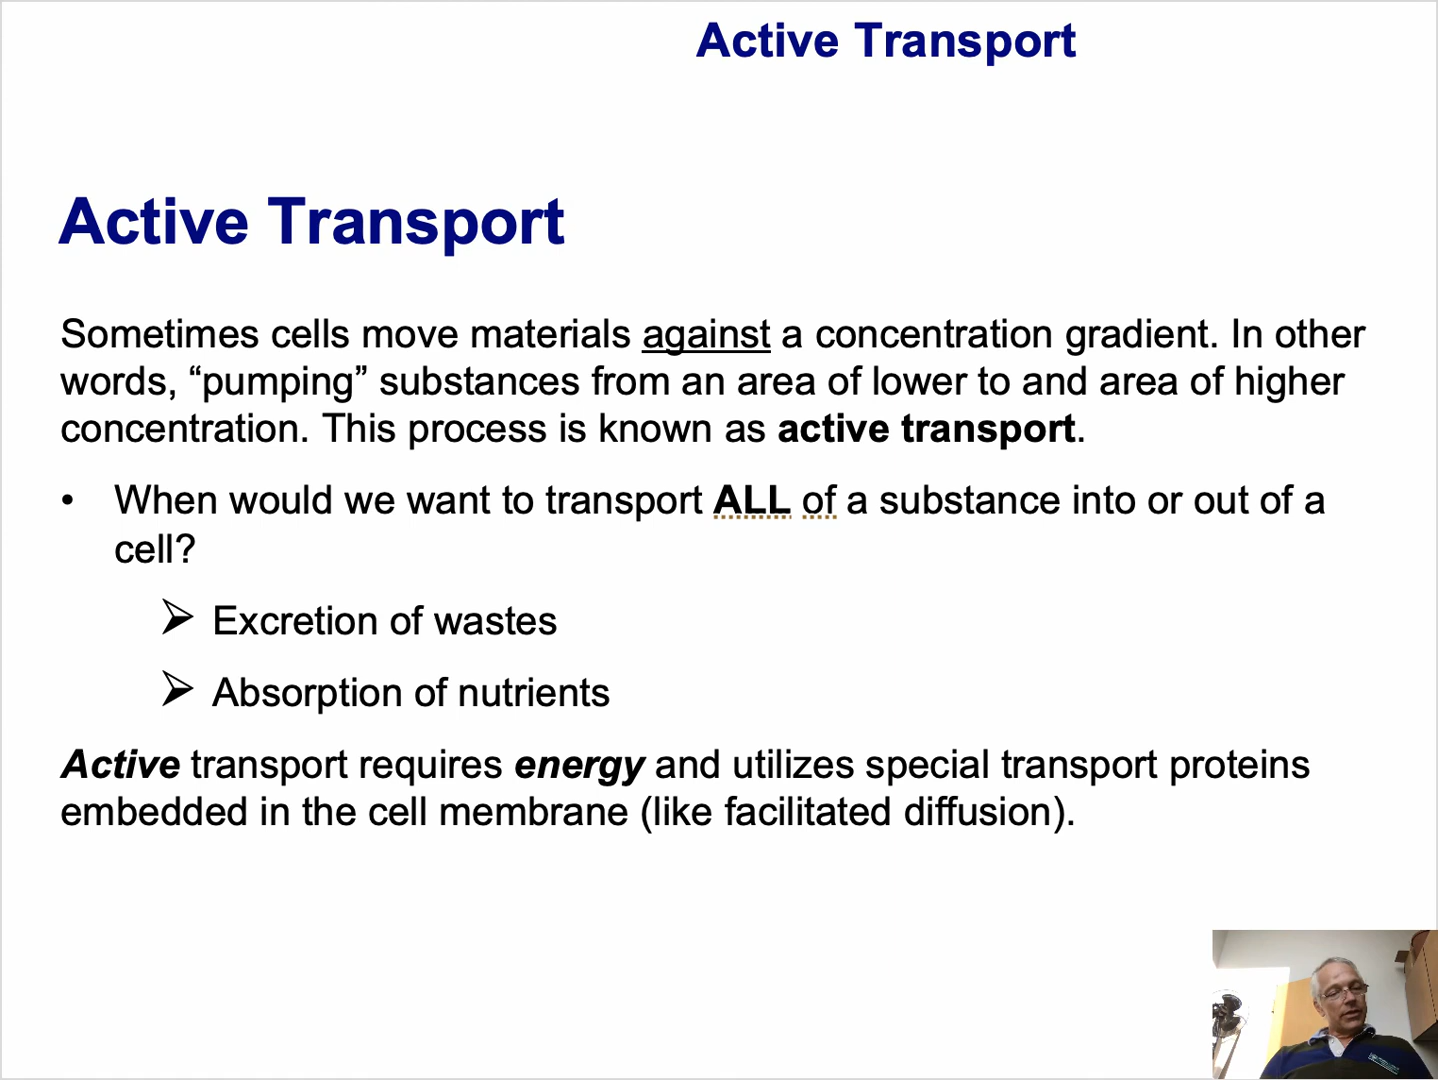 Active Transport
Active Transport
Sometimes cells move materials against a concentration gradient. In other
words, “pumping” substances from an area of lower to and area of higher
concentration. This process is known as active transport.
• When would we want to transport ALL of a substance into or out of a
cell?
➢ Excretion of wastes
➢ Absorption of nutrients
Active transport requires energy and utilizes special transport proteins
embedded in the cell membrane (like facilitated diffusion).